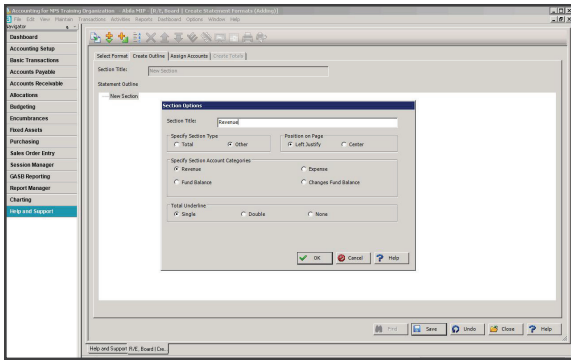 Accounting for NPS Training Organization - Abila MIP - [R/E, Board ( Create Statement Formats (Adding)]
File Edit View Maintain Transactions Activities Reports Dashboard Options Window Help
Navigator
Dashboard
Accounting Setup
Basic Transactions
Accounts Payable
Accounts Receivable
Allocations
Budgeting
Encumbrances
Fixed Assets
Purchasing
Sales Order Entry
Session Manager
GASB Reporting
Report Manager
Charting
Help and Support
Select Format Create Outline Assign Accounts Create Totals
Section Title: New Section
Statement Outline
New Section
Section Options
Section Title: Revenue
Specify Section Type
Total Other
Position on Page
Left Justify Center
Specify Section Account Categories
Revenue Expense
Fund Balance Changes Fund Balance
Total Underline
Single Double None
OK Cancel Help
Save Undo Close Help
Help and Support R/E, Board ( Cre...